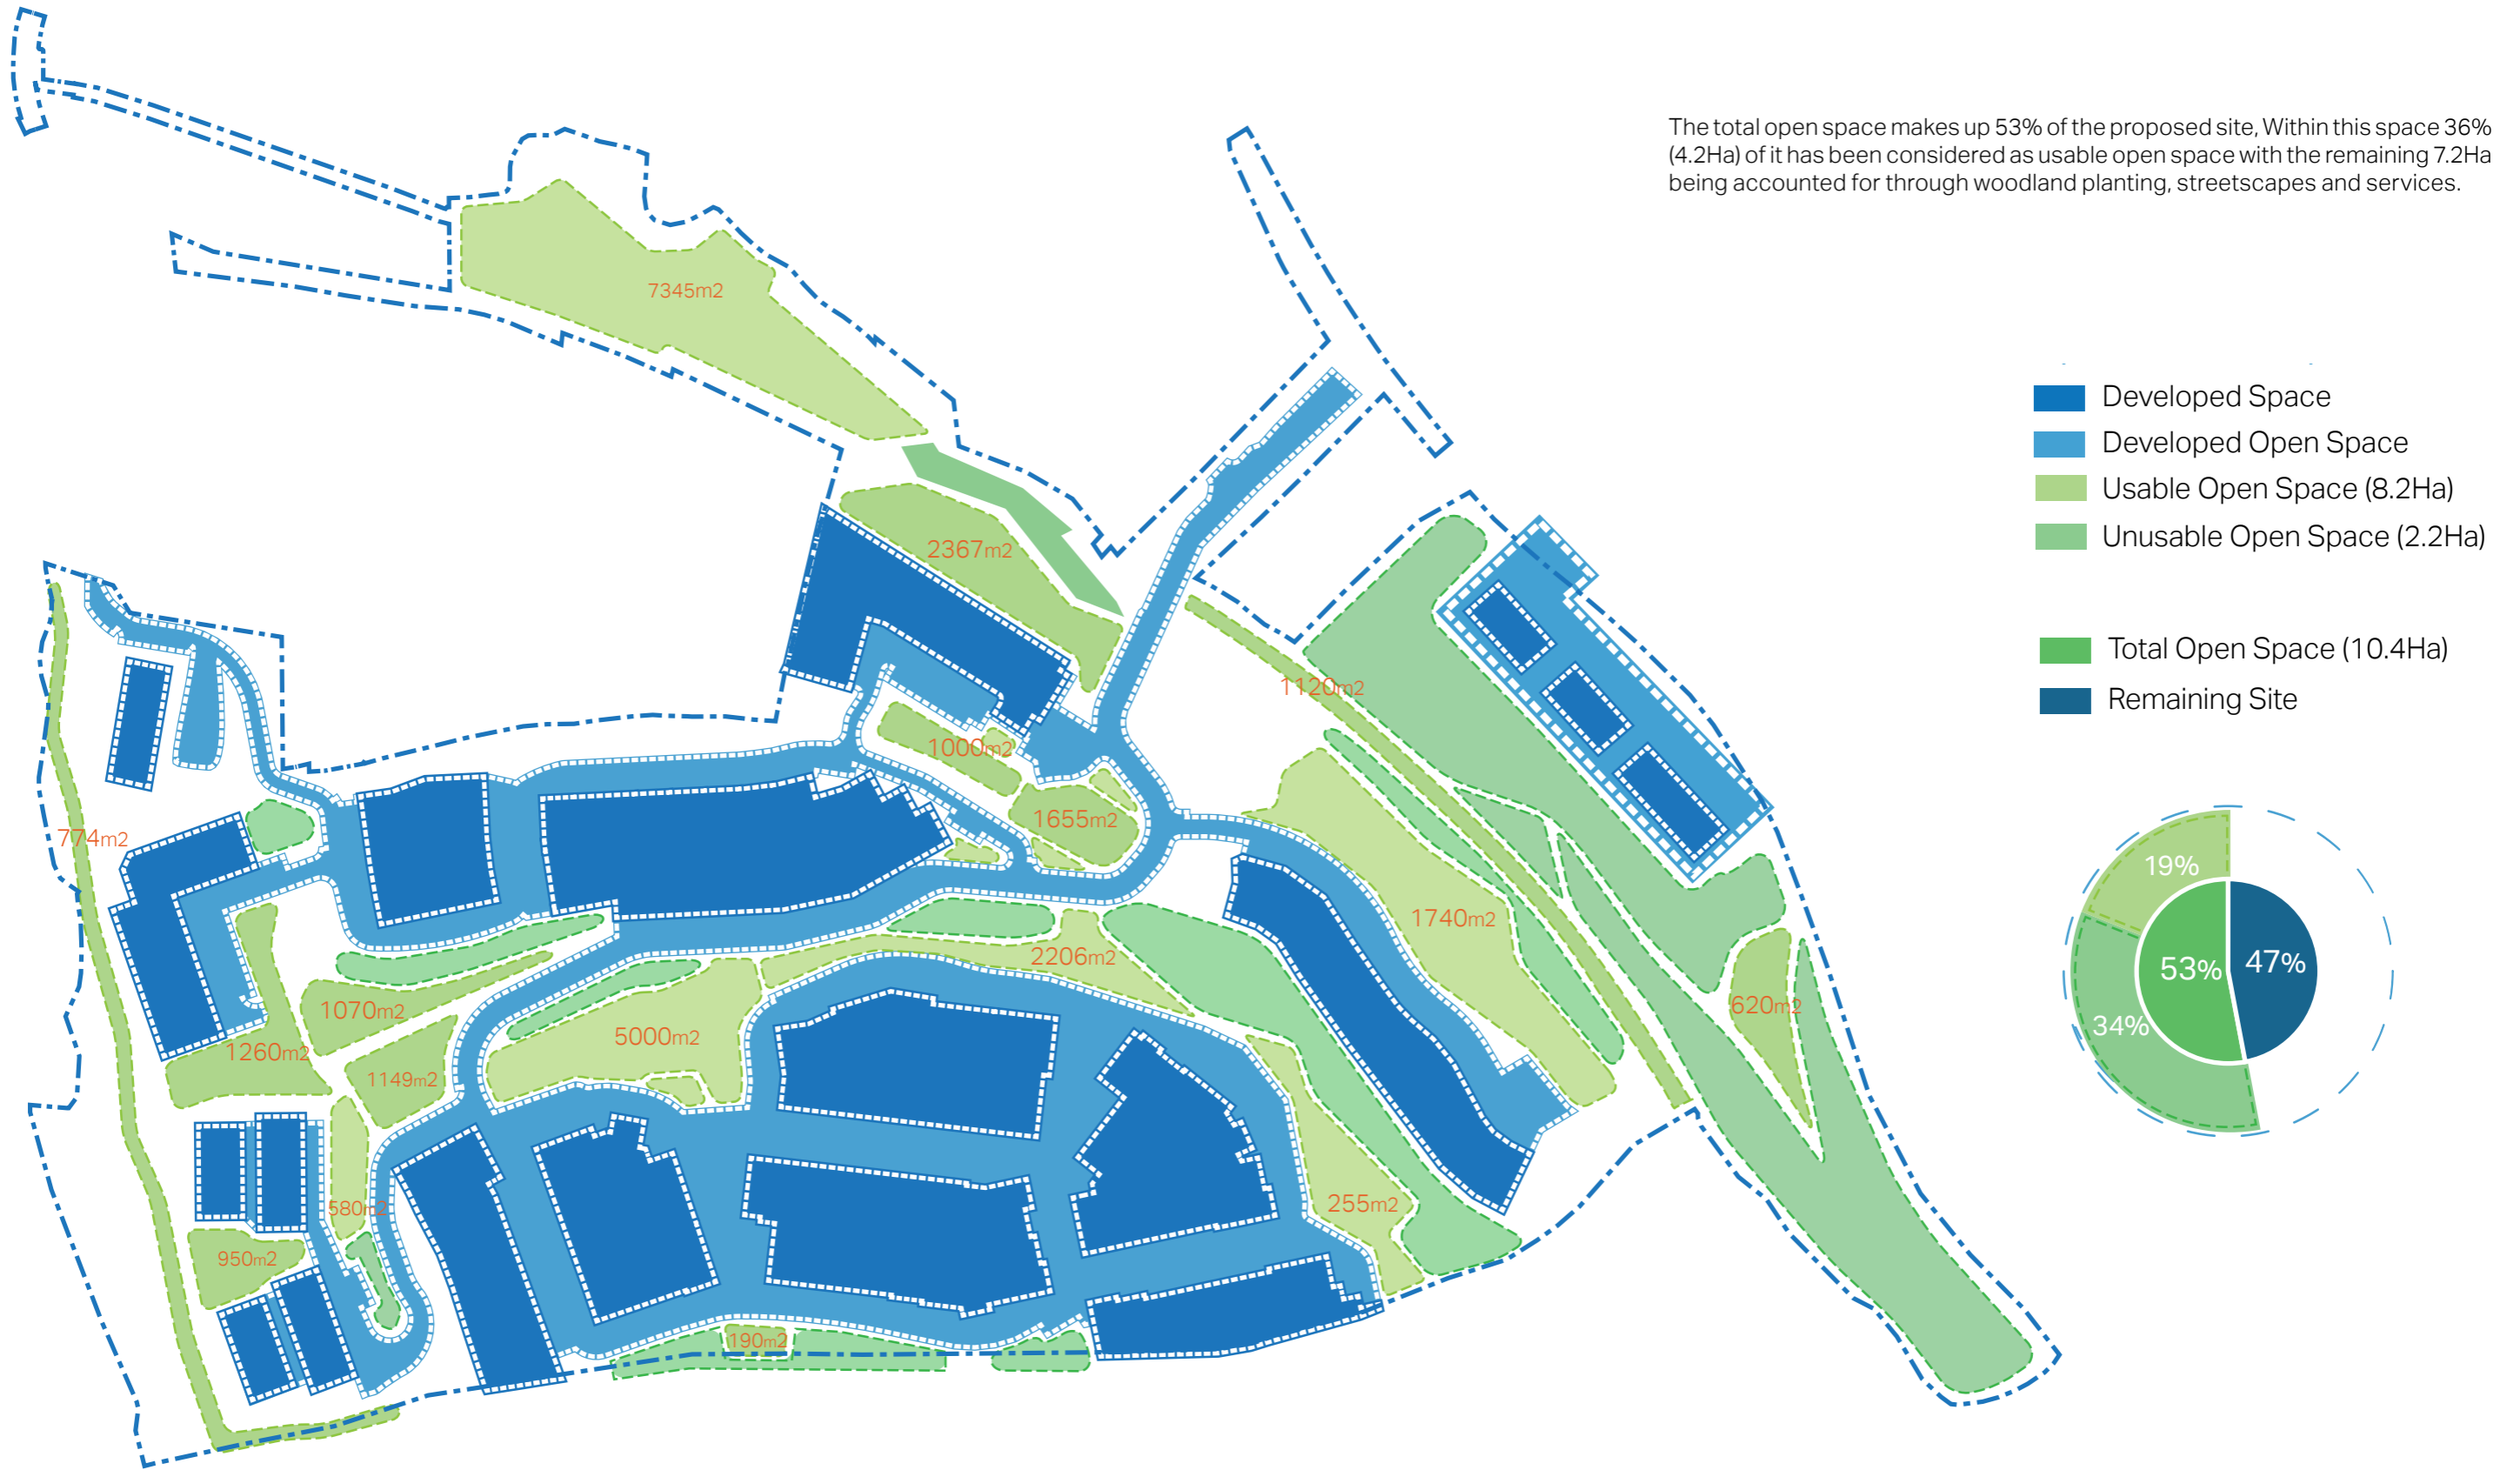 The total open space makes up 53% of the proposed site, Within this space 36%
(4.2Ha) of it has been considered as usable open space with the remaining 7.2Ha
being accounted for through woodland planting, streetscapes and services.
7345m2
Developed Space
Developed Open Space
Usable Open Space (8.2Ha)
Unusable Open Space (2.2Ha)
2367m2
Total Open Space (10.4Ha)
Remaining Site
1120m2
1000m2
1655m2
774m2
19%
1740m2
2206m2
53%
47%
1070m2
620m2
5000m2
34%
1260m2
1149m2
580m2
255m2
950m2
190m2